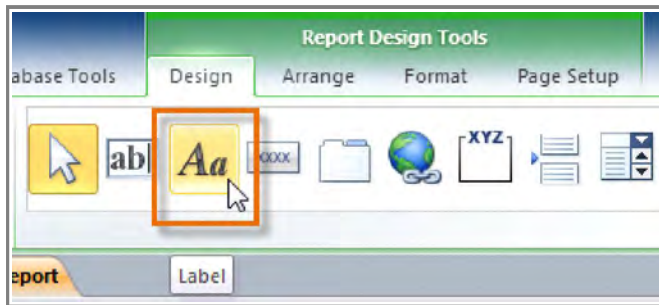 Report Design Tools
abase Tools Design Arrange Format Page Setup
ab Aa XXXX XYZ
eport Label